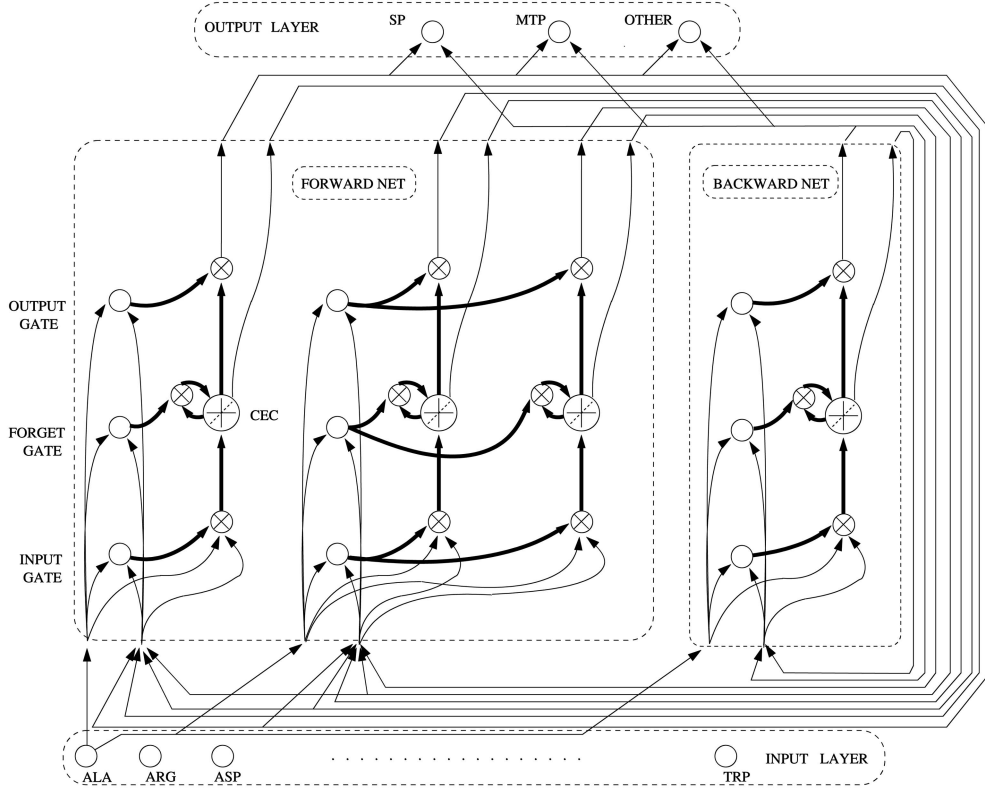 OUTPUT LAYER
SP
MTP
OTHER
FORWARD NET
BACKWARD NET
OUTPUT
GATE
FORGET
GATE
CEC
INPUT
GATE
ALA
ARG
ASP
. . . . . . . . . . . . . . . . . . .
TRP
INPUT LAYER